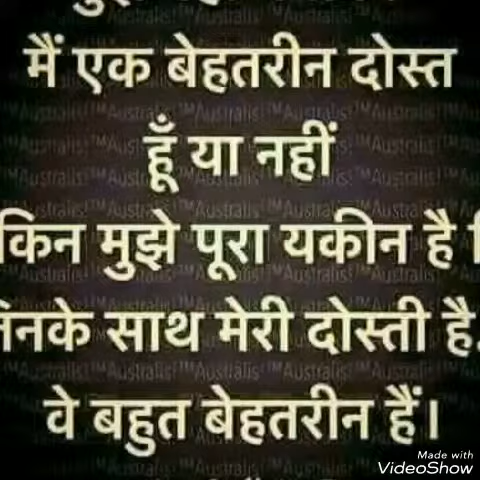 मैं एक बेहतरीन दोस्त
हूँ या नहीं
किन मुझे पूरा यकीन है
नके साथ मेरी दोस्ती है.
वे बहुत बेहतरीन हैं।
Made with
VideoShow